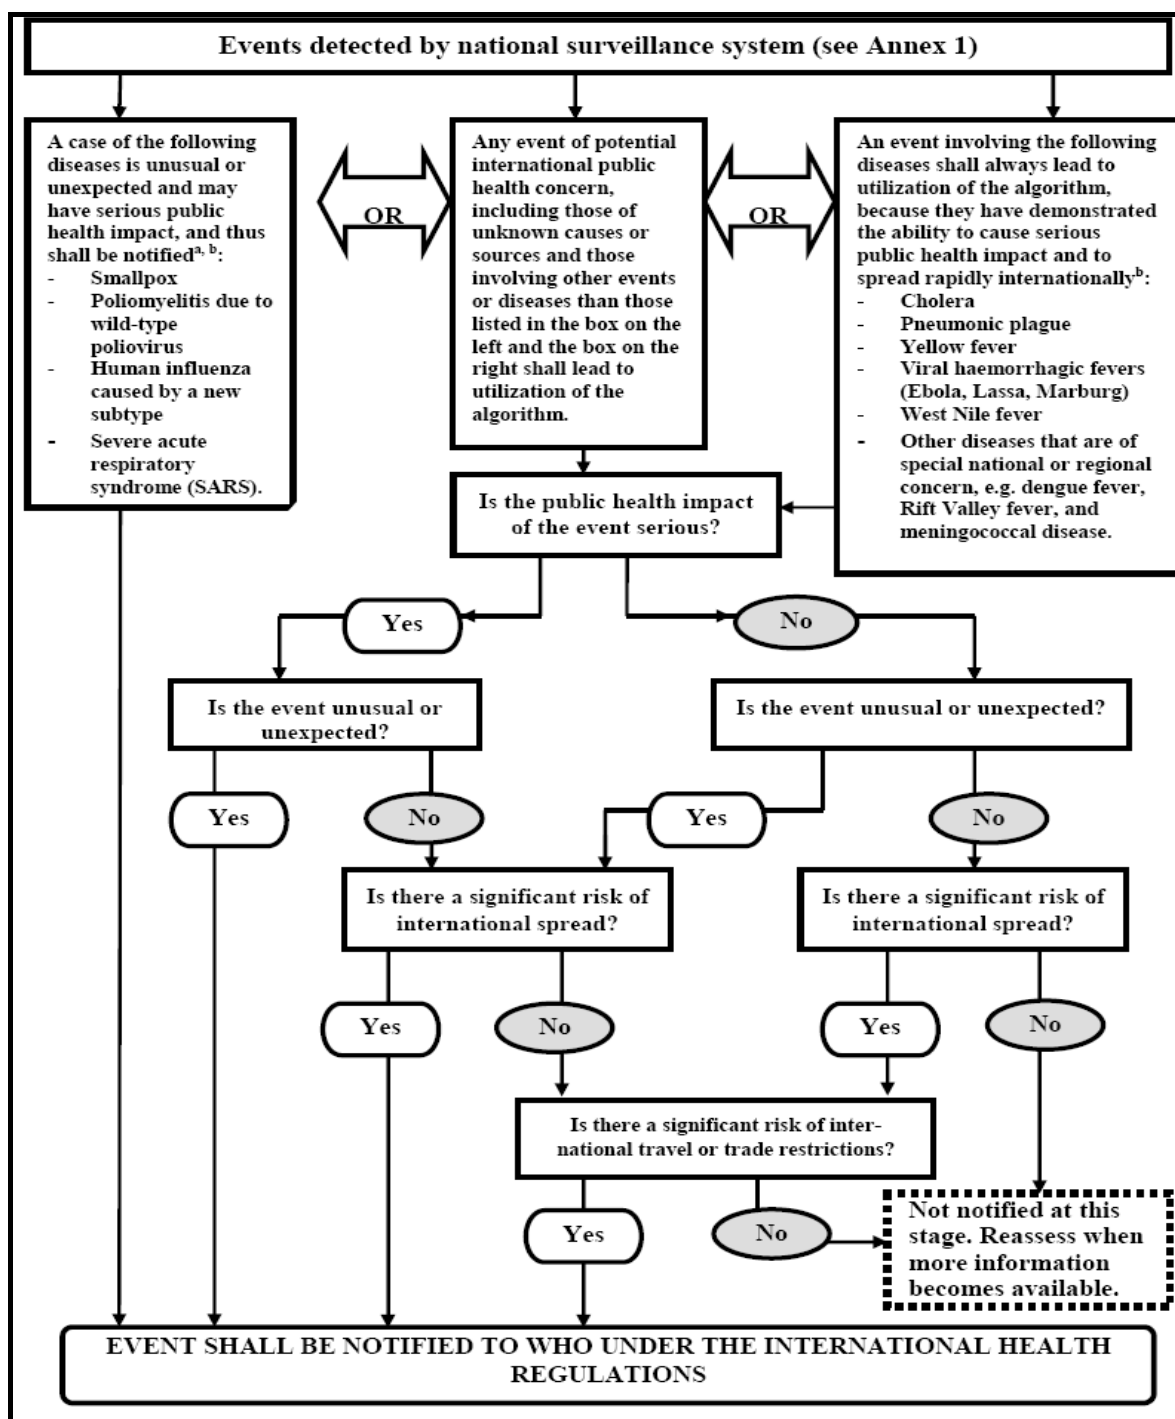 Events detected by national surveillance system (see Annex 1)
A case of the following
diseases is unusual or
unexpected and may
have serious public
health impact, and thus
shall be notifiedᵃ, ᵇ:
- Smallpox
- Poliomyelitis due to
wild-type
poliovirus
- Human influenza
caused by a new
subtype
- Severe acute
respiratory
syndrome (SARS).
OR
Any event of potential
international public
health concern,
including those of
unknown causes or
sources and those
involving other events
or diseases than those
listed in the box on the
left and the box on the
right shall lead to
utilization of the
algorithm.
OR
An event involving the following
diseases shall always lead to
utilization of the algorithm,
because they have demonstrated
the ability to cause serious
public health impact and to
spread rapidly internationallyᵇ:
- Cholera
- Pneumonic plague
- Yellow fever
- Viral haemorrhagic fevers
(Ebola, Lassa, Marburg)
- West Nile fever
- Other diseases that are of
special national or regional
concern, e.g. dengue fever,
Rift Valley fever, and
meningococcal disease.
Is the public health impact
of the event serious?
Yes
No
Is the event unusual or
unexpected?
Is the event unusual or unexpected?
Yes
No
Yes
No
Is there a significant risk of
international spread?
Is there a significant risk of
international spread?
Yes
No
Yes
No
Is there a significant risk of inter-
national travel or trade restrictions?
Yes
No
Not notified at this
stage. Reassess when
more information
becomes available.
EVENT SHALL BE NOTIFIED TO WHO UNDER THE INTERNATIONAL HEALTH
REGULATIONS